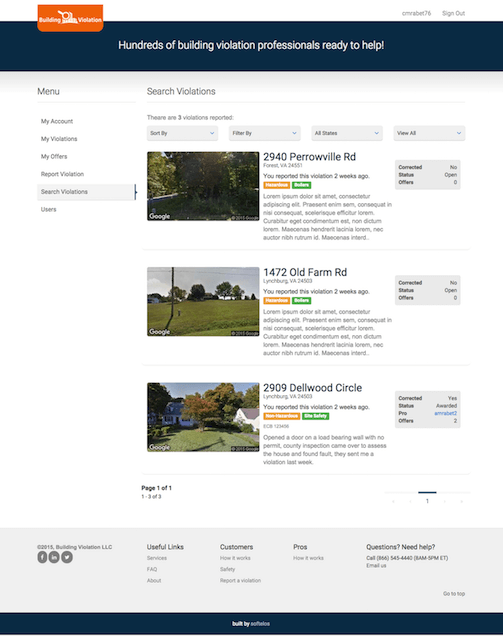 Building Violation
cmrabet76 Sign Out
Hundreds of building violation professionals ready to help!
Menu
My Account
My Violations
My Offers
Report Violation
Search Violations
Users
Search Violations
Theare are 3 violations reported:
Sort By Filter By All States View All
Google
© 2015 Google
2940 Perrowville Rd
Forest, VA 24551
You reported this violation 2 weeks ago.
Hazardous Boilers
Lorem ipsum dolor sit amet, consectetur
adipiscing elit. Praesent enim sem, consequat in
nisi consequat, scelerisque efficitur lorem.
Curabitur eget condimentum est, non dictum
lorem. Maecenas hendrerit lacinia lorem, nec
auctor nibh rutrum id. Maecenas interd..
Corrected No
Status Open
Offers 0
Google
© 2015 Google
1472 Old Farm Rd
Lynchburg, VA 24503
You reported this violation 2 weeks ago.
Hazardous Boilers
Lorem ipsum dolor sit amet, consectetur
adipiscing elit. Praesent enim sem, consequat in
nisi consequat, scelerisque efficitur lorem.
Curabitur eget condimentum est, non dictum
lorem. Maecenas hendrerit lacinia lorem, nec
auctor nibh rutrum id. Maecenas interd..
Corrected No
Status Open
Offers 0
Google
© 2015 Google
2909 Dellwood Circle
Lynchburg, VA 24503
You reported this violation 2 weeks ago.
Non-Hazardous Site Safety
ECB 123456
Opened a door on a load bearing wall with no
permit, county inspection came over to assess
the house and found fault, they sent me a
violation last week.
Corrected Yes
Status Awarded
Pro amrabet2
Offers 2
Page 1 of 1
1 - 3 of 3
1
©2015, Building Violation LLC
Useful Links
Services
FAQ
About
Customers
How it works
Safety
Report a violation
Pros
How it works
Questions? Need help?
Call (866) 545-4440 (8AM-5PM ET)
Email us
Go to top
built by softelos